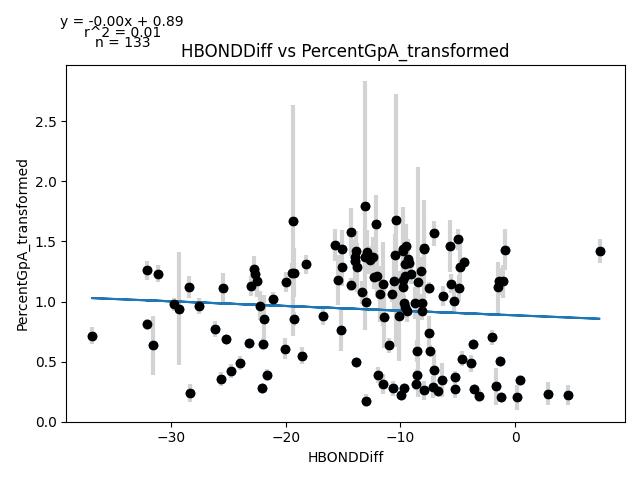 y = -0.00x + 0.89
r^2 = 0.01
n = 133
HBONDDiff vs PercentGpA_transformed
PercentGpA_transformed
2.5
2.0
1.5
1.0
0.5
0.0
−30
−20
−10
0
HBONDDiff